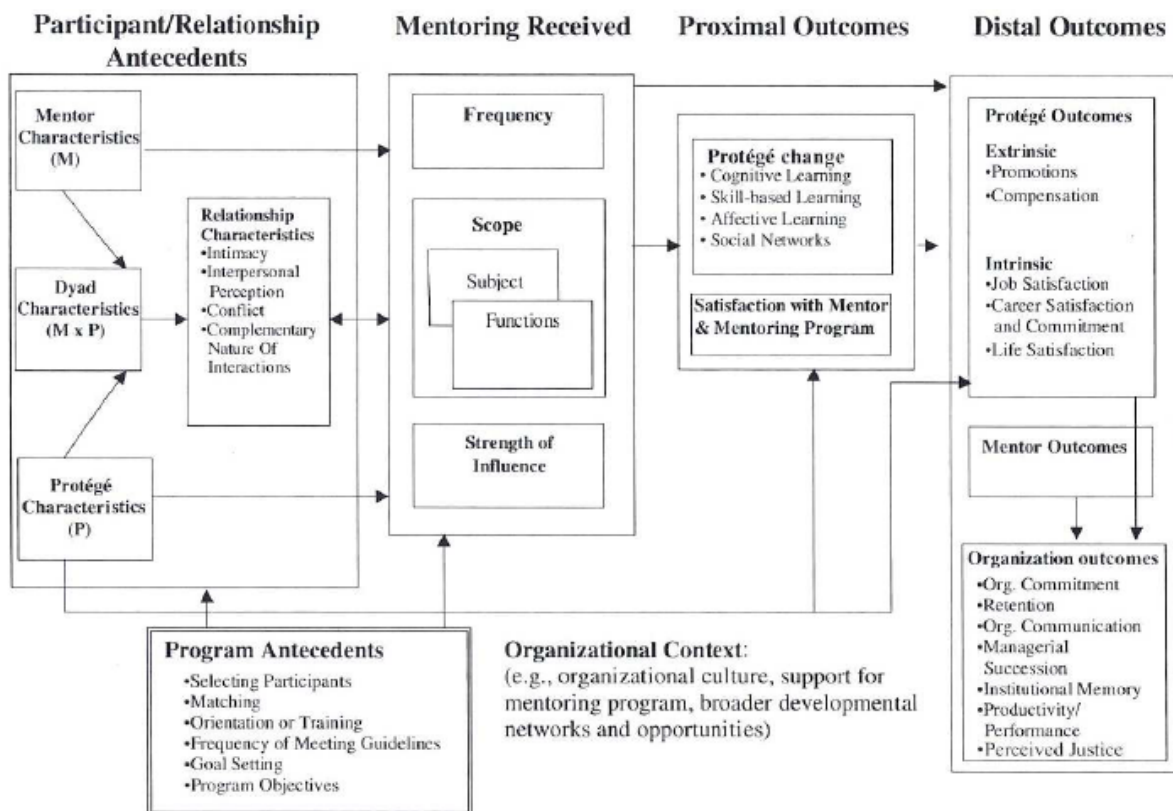 Participant/Relationship
Antecedents
Mentoring Received
Proximal Outcomes
Distal Outcomes
Mentor
Characteristics
(M)
Dyad
Characteristics
(M x P)
Protégé
Characteristics
(P)
Relationship
Characteristics
•Intimacy
•Interpersonal
Perception
•Conflict
•Complementary
Nature Of
Interactions
Frequency
Scope
Subject
Functions
Strength of
Influence
Protégé change
• Cognitive Learning
• Skill-based Learning
• Affective Learning
• Social Networks
Satisfaction with Mentor
& Mentoring Program
Protégé Outcomes
Extrinsic
•Promotions
•Compensation
Intrinsic
•Job Satisfaction
•Career Satisfaction
and Commitment
•Life Satisfaction
Mentor Outcomes
Organization outcomes
•Org. Commitment
•Retention
•Org. Communication
•Managerial
Succession
•Institutional Memory
•Productivity/
Performance
•Perceived Justice
Program Antecedents
•Selecting Participants
•Matching
•Orientation or Training
•Frequency of Meeting Guidelines
•Goal Setting
•Program Objectives
Organizational Context:
(e.g., organizational culture, support for
mentoring program, broader developmental
networks and opportunities)